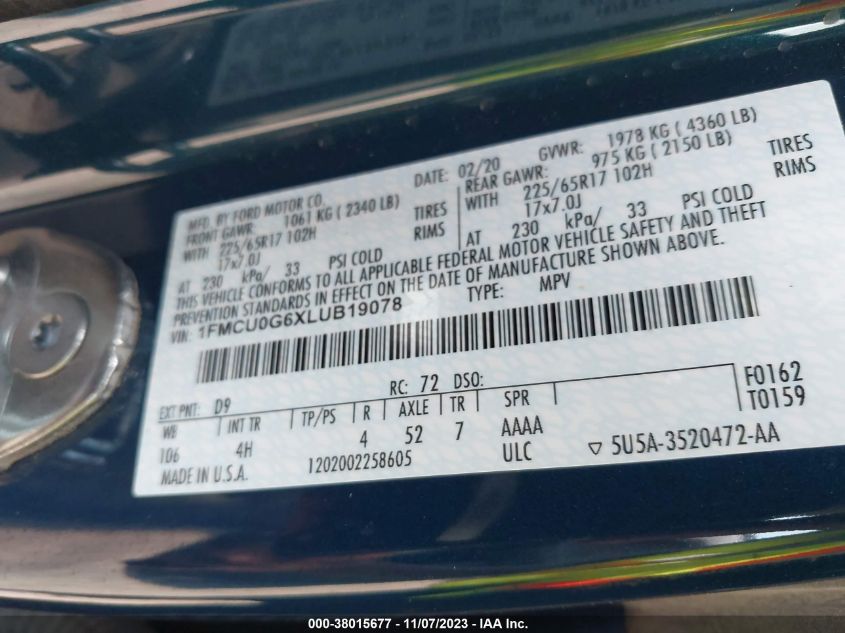 MFD. BY FORD MOTOR CO.
DATE: 02/20 GVWR: 1978 KG ( 4360 LB)
FRONT GAWR: 1061 KG ( 2340 LB)
REAR GAWR: 975 KG ( 2150 LB)
WITH 225/65R17 102H TIRES
WITH 225/65R17 102H TIRES
17x7.0J RIMS
17x7.0J RIMS
AT 230 kPa/ 33 PSI COLD
AT 230 kPa/ 33 PSI COLD
THIS VEHICLE CONFORMS TO ALL APPLICABLE FEDERAL MOTOR VEHICLE SAFETY AND THEFT
PREVENTION STANDARDS IN EFFECT ON THE DATE OF MANUFACTURE SHOWN ABOVE.
VIN: 1FMCU0G6XLUB19078 TYPE: MPV
EXT PNT: D9 RC: 72 DSO: F0162
WB INT TR TP/PS R AXLE TR SPR T0159
106 4H 4 52 7 AAAA
MADE IN U.S.A. 1202002258605 ULC 5U5A-3520472-AA
000-38015677 - 11/07/2023 - IAA Inc.